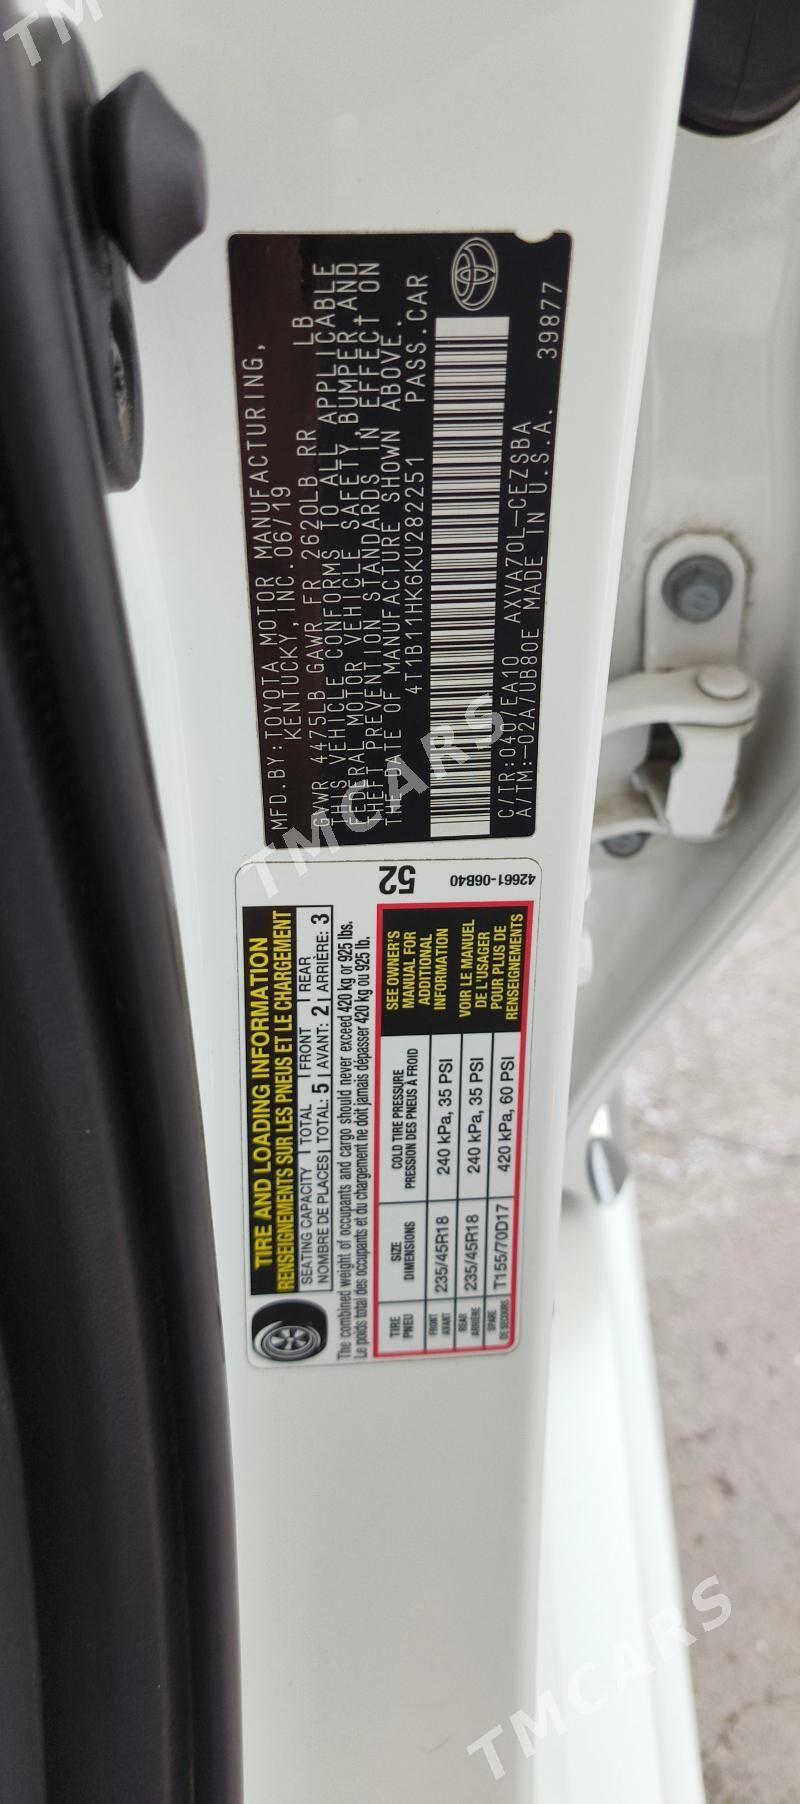 MFD.BY:TOYOTA MOTOR MANUFACTURING,
KENTUCKY, INC.06/19
GVWR 4475LB GAWR FR 2620LB RR LB
THIS VEHICLE CONFORMS TO ALL APPLICABLE
FEDERAL MOTOR VEHICLE SAFETY, BUMPER,AND
THEFT PREVENTION STANDARDS IN EFFECT ON
THE DATE OF MANUFACTURE SHOWN ABOVE.
4T1B11HK6KU282251 PASS.CAR
C/TR:040/EA10 AXVA70L-CEZSBA
A/TM:-02A/UB80E MADE IN U.S.A. 39877
TIRE AND LOADING INFORMATION
RENSEIGNEMENTS SUR LES PNEUS ET LE CHARGEMENT
SEATING CAPACITY TOTAL FRONT REAR
NOMBRE DE PLACES TOTAL: 5 AVANT: 2 ARRIÈRE: 3
The combined weight of occupants and cargo should never exceed 420 kg or 925 lbs.
Le poids total des occupants et du chargement ne doit jamais dépasser 420 kg ou 925 lb.
52
42661-06B40
TIRE
PNEU
SIZE
DIMENSIONS
COLD TIRE PRESSURE
PRESSION DES PNEUS À FROID
FRONT
AVANT
235/45R18
240 kPa, 35 PSI
REAR
ARRIÈRE
235/45R18
240 kPa, 35 PSI
SPARE
DE SECOURS
T155/70D17
420 kPa, 60 PSI
SEE OWNER'S
MANUAL FOR
ADDITIONAL
INFORMATION
VOIR LE MANUEL
DE L'USAGER
POUR PLUS DE
RENSEIGNEMENTS
TMCARS
TMCARS
TMCARS